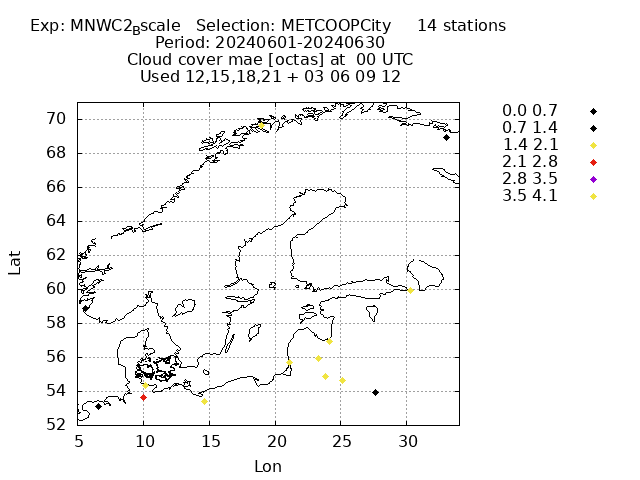 Exp: MNWC2_Bscale   Selection: METCOOPCity     14 stations
Period: 20240601-20240630
Cloud cover mae [octas] at  00 UTC
Used 12,15,18,21 + 03 06 09 12
0.0 0.7
0.7 1.4
1.4 2.1
2.1 2.8
2.8 3.5
3.5 4.1
70
68
66
64
62
60
58
56
54
52
Lat
5 10 15 20 25 30
Lon